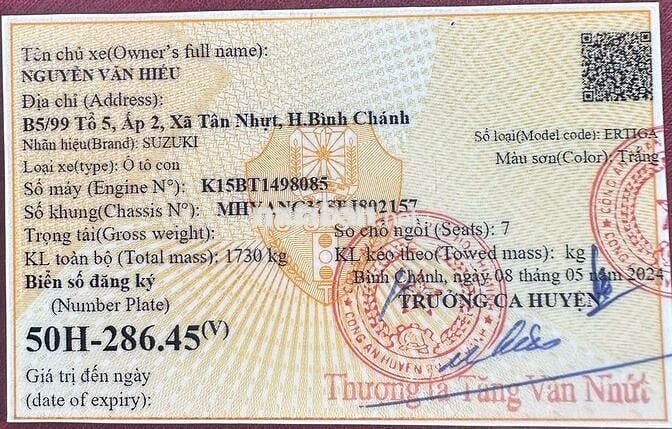 Tên chủ xe(Owner's full name):
NGUYỄN VĂN HIẾU
Địa chỉ (Address):
B5/99 Tổ 5, Ấp 2, Xã Tân Nhựt, H.Bình Chánh
Nhãn hiệu(Brand): SUZUKI
Số loại(Model code): ERTIGA
Loại xe(type): Ô tô con
Màu sơn(Color): Trắng
Số máy (Engine N°): K15BT1498085
Số khung(Chassis N°):
Trọng tải(Gross weight):
Số chỗ ngồi (Seats): 7
KL toàn bộ (Total mass): 1730 kg
KL kéo theo(Towed mass): kg
Biển số đăng ký
Bình Chánh, ngày 08 tháng 05 năm 2024
(Number Plate)
TRƯỞNG CA HUYỆN
50H-286.45(V)
Giá trị đến ngày
(date of expiry):
Thượng tá Tăng Văn Nhứt